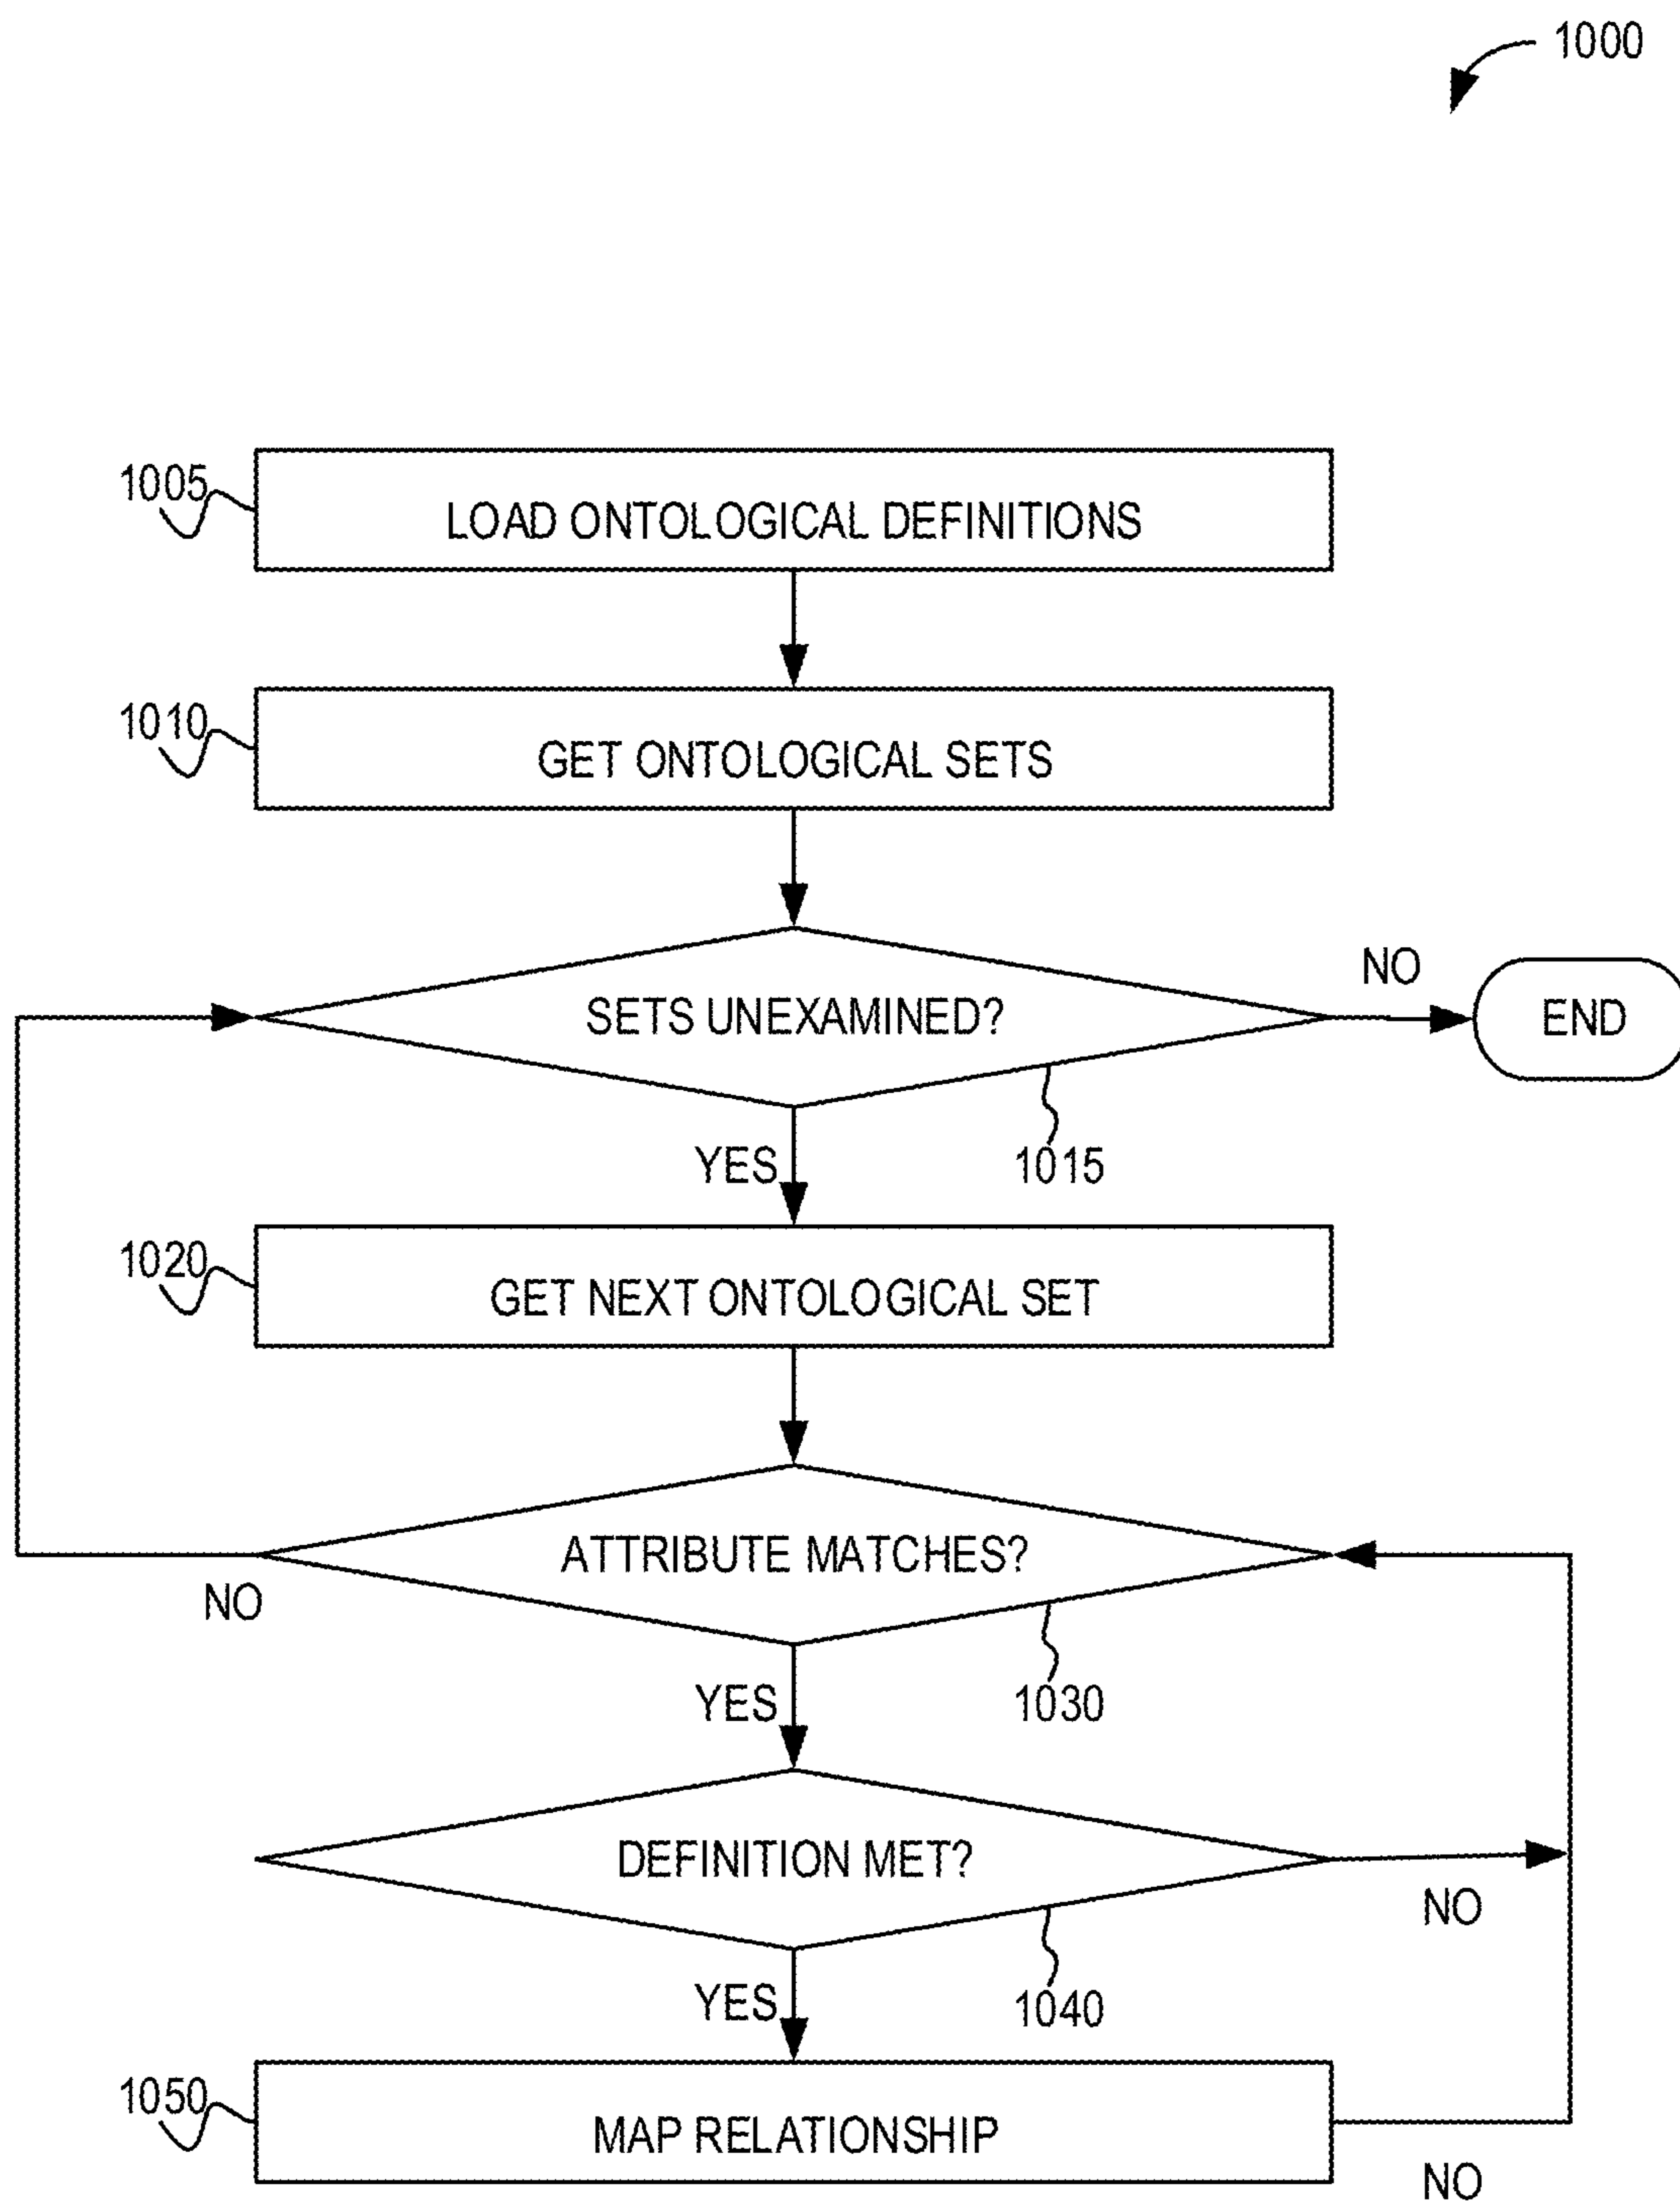 1000
1005
LOAD ONTOLOGICAL DEFINITIONS
1010
GET ONTOLOGICAL SETS
SETS UNEXAMINED?
NO
END
YES
1015
1020
GET NEXT ONTOLOGICAL SET
ATTRIBUTE MATCHES?
NO
YES
1030
DEFINITION MET?
NO
YES
1040
1050
MAP RELATIONSHIP
NO